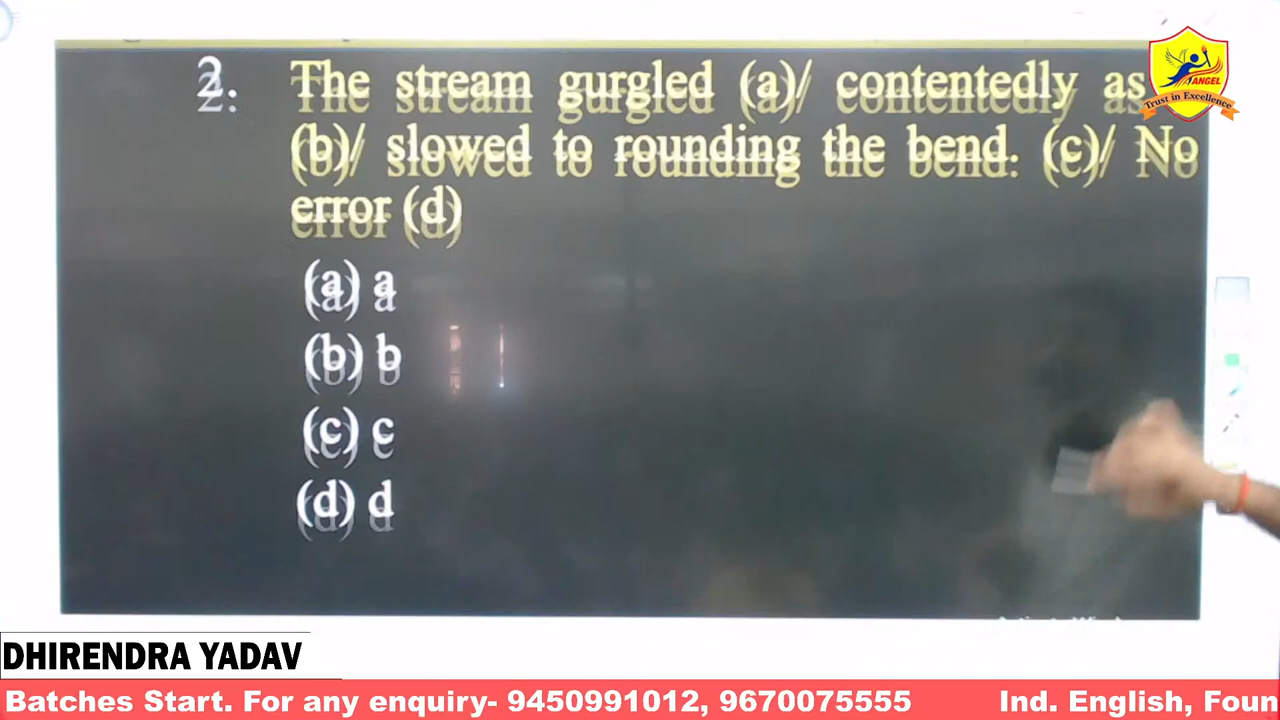 ANGEL
Trust in Excellence
2. The stream gurgled (a)/ contentedly as
(b)/ slowed to rounding the bend. (c)/ No
error (d)
(a) a
(b) b
(c) c
(d) d
DHIRENDRA YADAV
Batches Start. For any enquiry- 9450991012, 9670075555 Ind. English, Foun